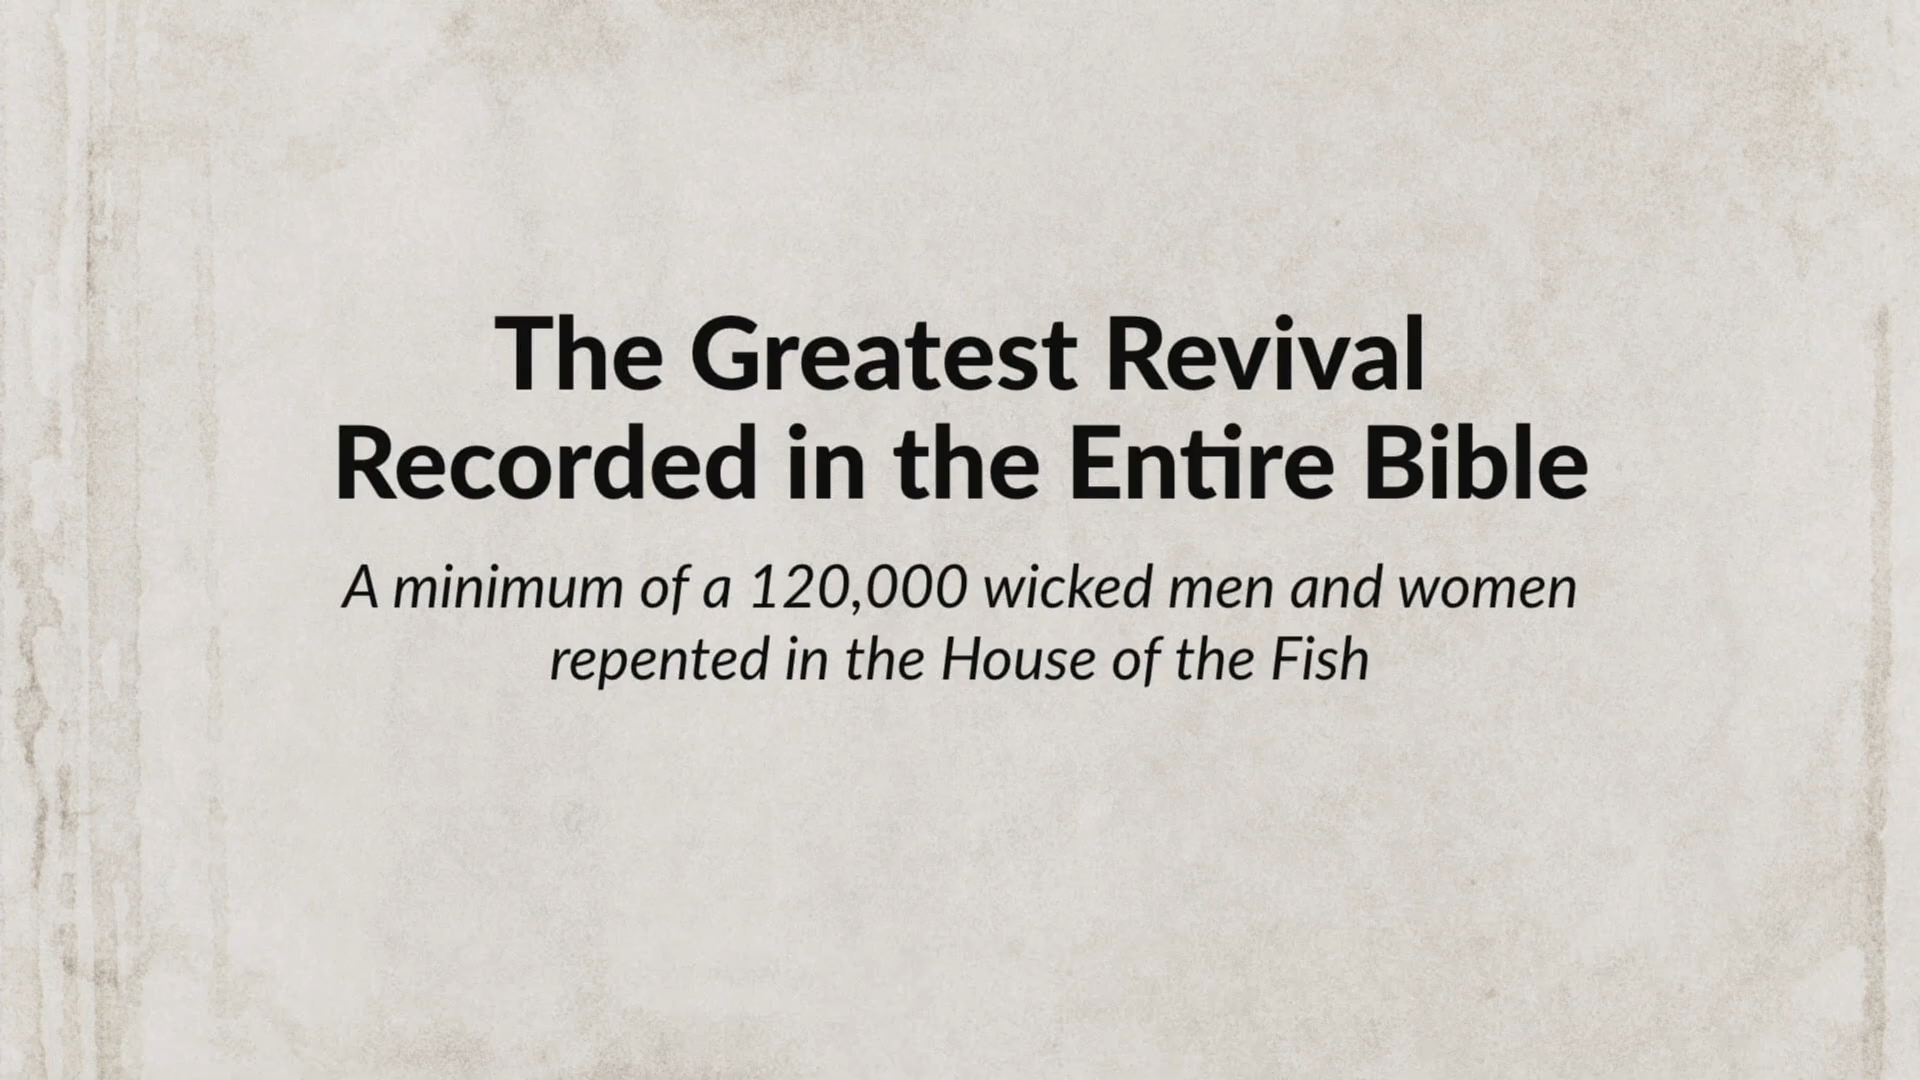 The Greatest Revival
Recorded in the Entire Bible
A minimum of a 120,000 wicked men and women
repented in the House of the Fish